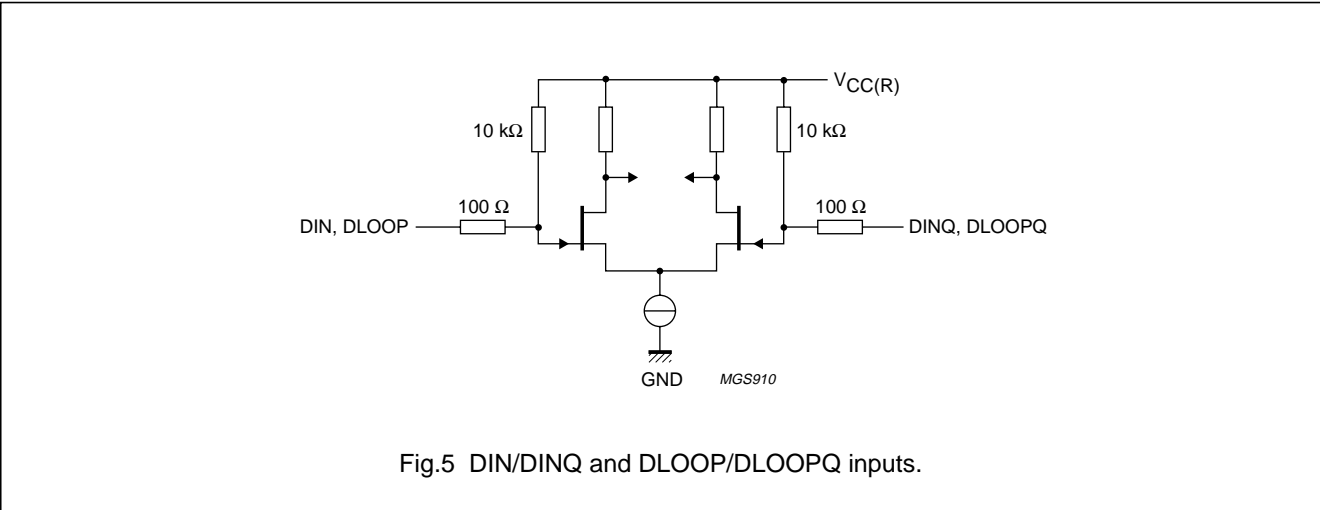 VCC(R)
10 kΩ
10 kΩ
100 Ω
100 Ω
DIN, DLOOP
DINQ, DLOOPQ
GND
MGS910
Fig.5 DIN/DINQ and DLOOP/DLOOPQ inputs.